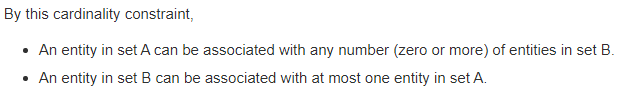 By this cardinality constraint,
• An entity in set A can be associated with any number (zero or more) of entities in set B.
• An entity in set B can be associated with at most one entity in set A.